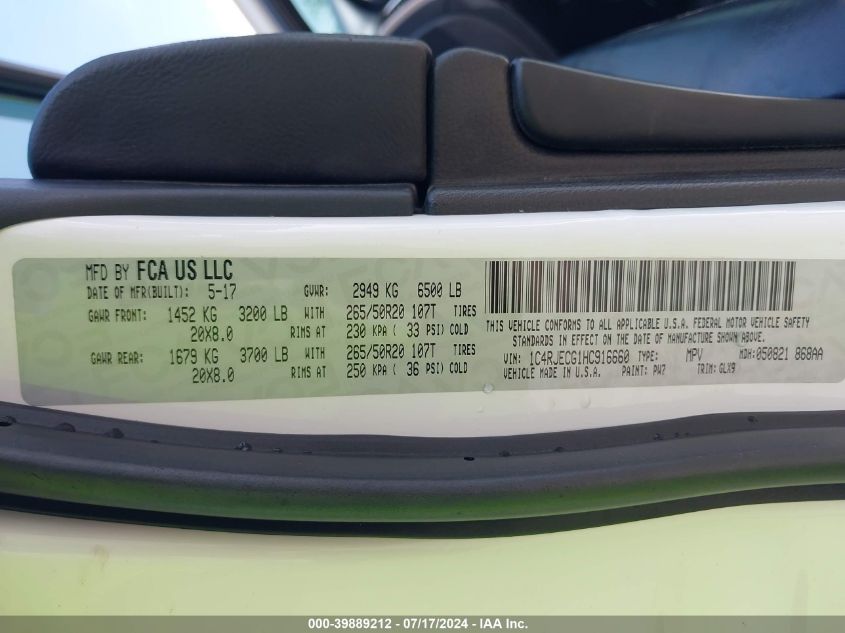 MFD BY FCA US LLC
DATE OF MFR(BUILT): 5-17 GVWR: 2949 KG 6500 LB
GAWR FRONT: 1452 KG 3200 LB WITH 265/50R20 107T TIRES
20X8.0 RIMS AT 230 KPA ( 33 PSI) COLD
GAWR REAR: 1679 KG 3700 LB WITH 265/50R20 107T TIRES
20X8.0 RIMS AT 250 KPA ( 36 PSI) COLD
THIS VEHICLE CONFORMS TO ALL APPLICABLE U.S.A. FEDERAL MOTOR VEHICLE SAFETY
STANDARDS IN EFFECT ON THE DATE OF MANUFACTURE SHOWN ABOVE.
VIN: 1C4RJECG1HC916660 TYPE: MPV MDH: 050821 868AA
VEHICLE MADE IN U.S.A. PAINT: PW7 TRIM: GLX9
000-39889212 - 07/17/2024 - IAA Inc.